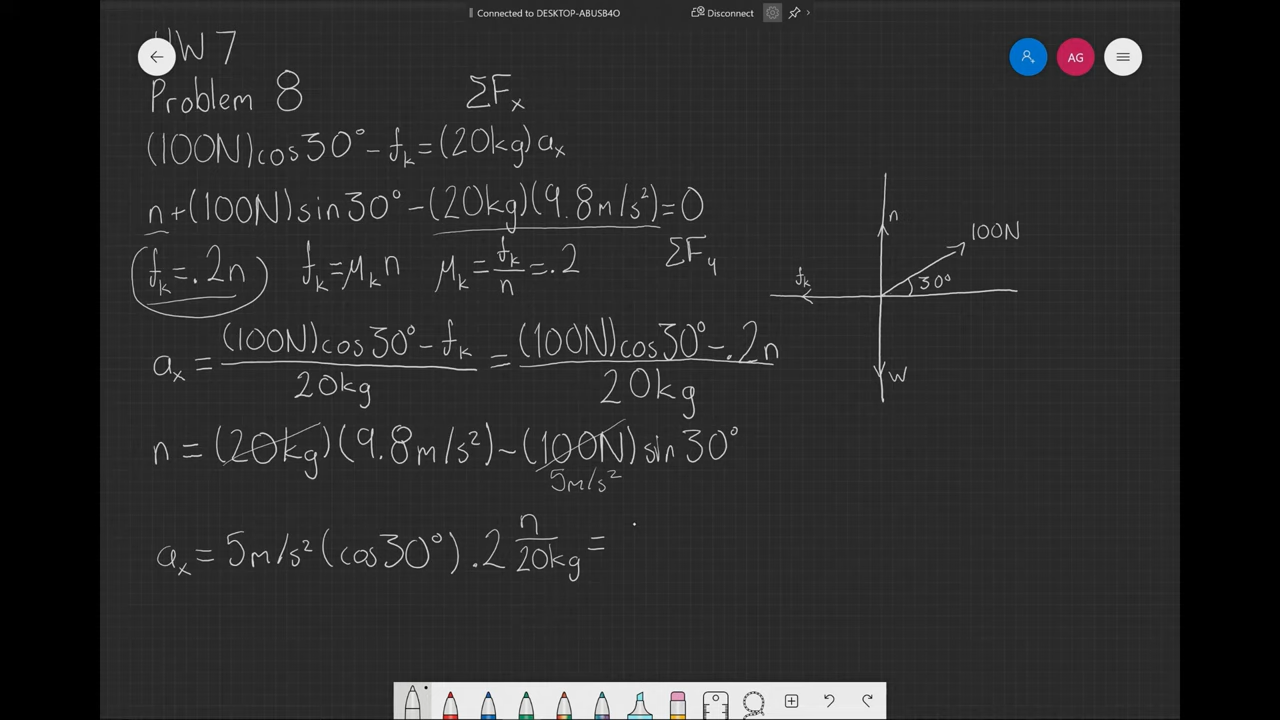 Connected to DESKTOP-ABUSB4O Disconnect
HW 7
AG
Problem 8 ΣFₓ
(100N)cos30° - fₖ = (20kg)aₓ
n + (100N)sin30° - (20kg)(9.8m/s²) = 0
fₖ = .2n fₖ = μₖn μₖ = fₖ/n = .2 ΣFy
aₓ = (100N)cos30° - fₖ / 20kg = (100N)cos30° - .2n / 20kg
n = (20kg)(9.8m/s²) - (100N)sin30°
5m/s²
aₓ = 5m/s²(cos30°) .2 n/20kg =
n
100N
fₖ
30°
W